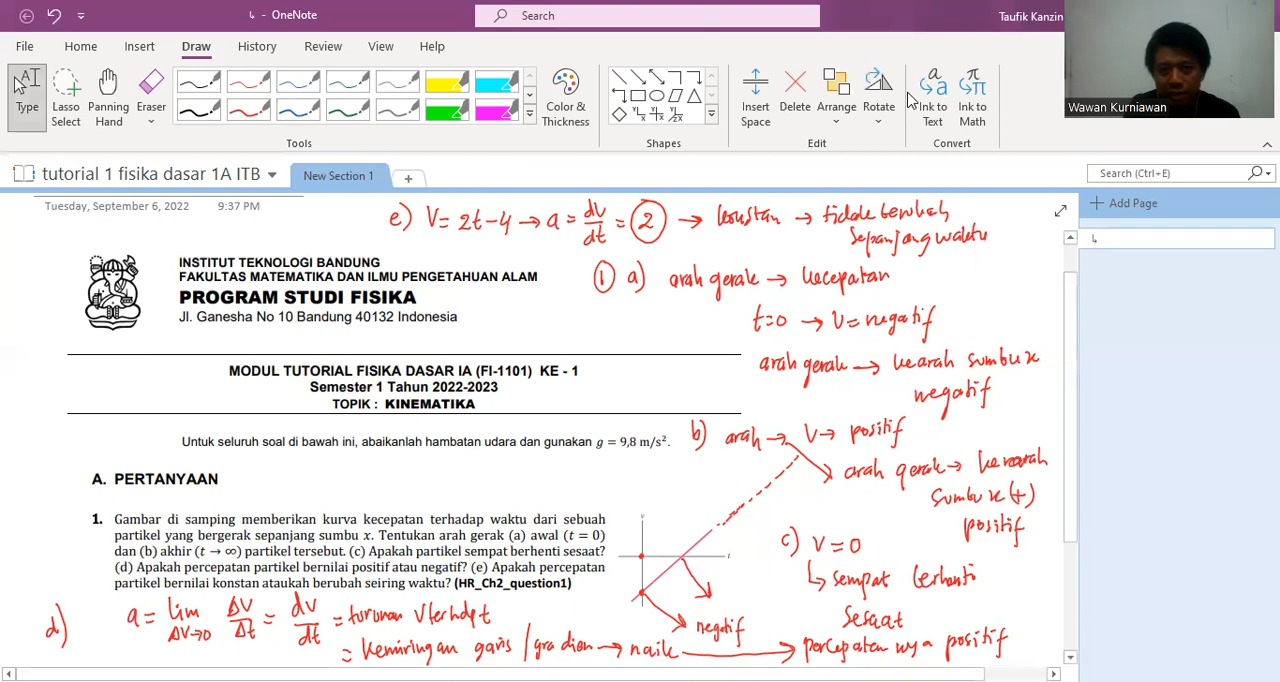 ↳ - OneNote
Search
Taufik Kanzin
File Home Insert Draw History Review View Help
Wawan Kurniawan
Type
Lasso Select
Panning Hand
Eraser
Color & Thickness
Insert Space
Delete
Arrange
Rotate
Ink to Text
Ink to Math
Tools
Shapes
Edit
Convert
tutorial 1 fisika dasar 1A ITB
New Section 1
Search (Ctrl+E)
Add Page
Tuesday, September 6, 2022 9:37 PM
e) V = 2t - 4 → a = dv/dt = 2 → konstan → tidak berubah
sepanjang waktu
INSTITUT TEKNOLOGI BANDUNG
FAKULTAS MATEMATIKA DAN ILMU PENGETAHUAN ALAM
PROGRAM STUDI FISIKA
Jl. Ganesha No 10 Bandung 40132 Indonesia
1 a) arah gerak → kecepatan
t=0 → V = negatif
arah gerak → kearah sumbu x
negatif
MODUL TUTORIAL FISIKA DASAR IA (FI-1101) KE - 1
Semester 1 Tahun 2022-2023
TOPIK : KINEMATIKA
Untuk seluruh soal di bawah ini, abaikanlah hambatan udara dan gunakan g = 9,8 m/s².
b) arah → V → positif
arah gerak →
sumbu x (+)
positif
A. PERTANYAAN
1. Gambar di samping memberikan kurva kecepatan terhadap waktu dari sebuah
partikel yang bergerak sepanjang sumbu x. Tentukan arah gerak (a) awal (t = 0)
dan (b) akhir (t → ∞) partikel tersebut. (c) Apakah partikel sempat berhenti sesaat?
(d) Apakah percepatan partikel bernilai positif atau negatif? (e) Apakah percepatan
partikel bernilai konstan ataukah berubah seiring waktu? (HR_Ch2_question1)
v
t
c) V = 0
↳ sempat berhenti
sesaat
negatif
d) a = lim ΔV→0 ΔV/Δt = dv/dt = turunan V terhdp t
= kemiringan garis / gradien → naik → percepatan nya positif